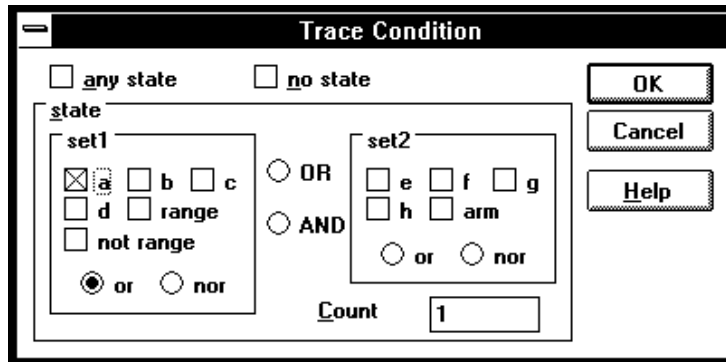 Trace Condition
any state no state OK
state
set1 set2 Cancel
a b c OR e f g
d range AND h arm Help
not range
or nor or nor
Count 1